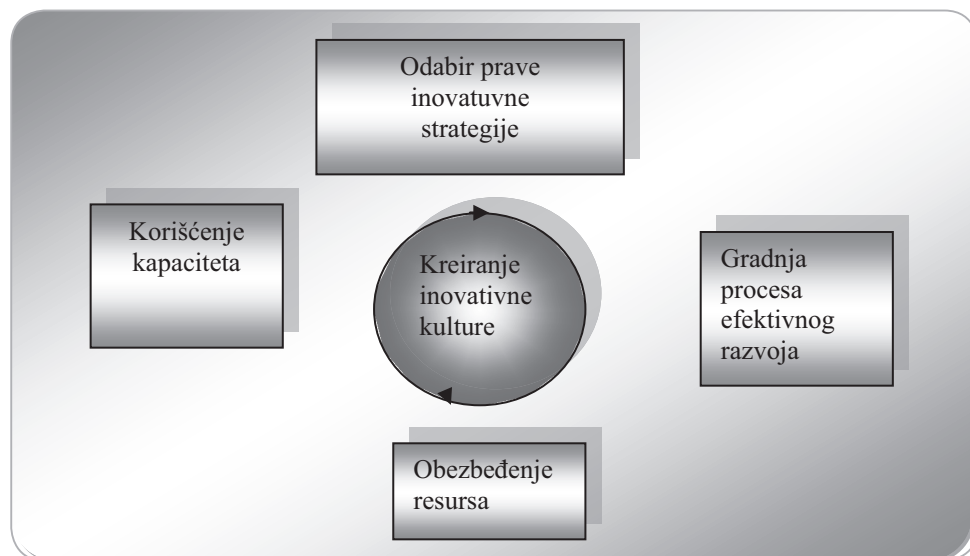 Odabir prave
inovatuvne
strategije
Korišćenje
kapaciteta
Kreiranje
inovativne
kulture
Gradnja
procesa
efektivnog
razvoja
Obezbeđenje
resursa